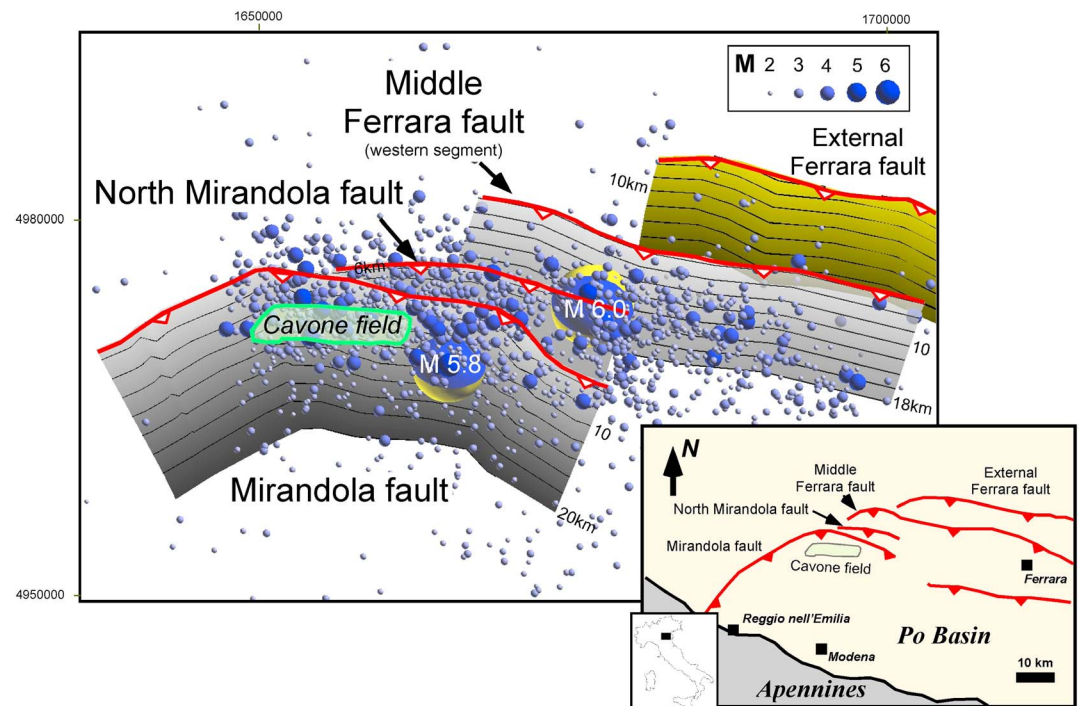 1650000
1700000
M 2 3 4 5 6
Middle
Ferrara fault
(western segment)
External
Ferrara fault
North Mirandola fault
10km
4980000
6km
M 6.0
Cavone field
M 5.8
10
18km
10
Mirandola fault
20km
4950000
N
Middle
Ferrara fault
External
Ferrara fault
North Mirandola fault
Mirandola fault
Cavone field
Ferrara
Reggio nell'Emilia
Po Basin
Modena
10 km
Apennines